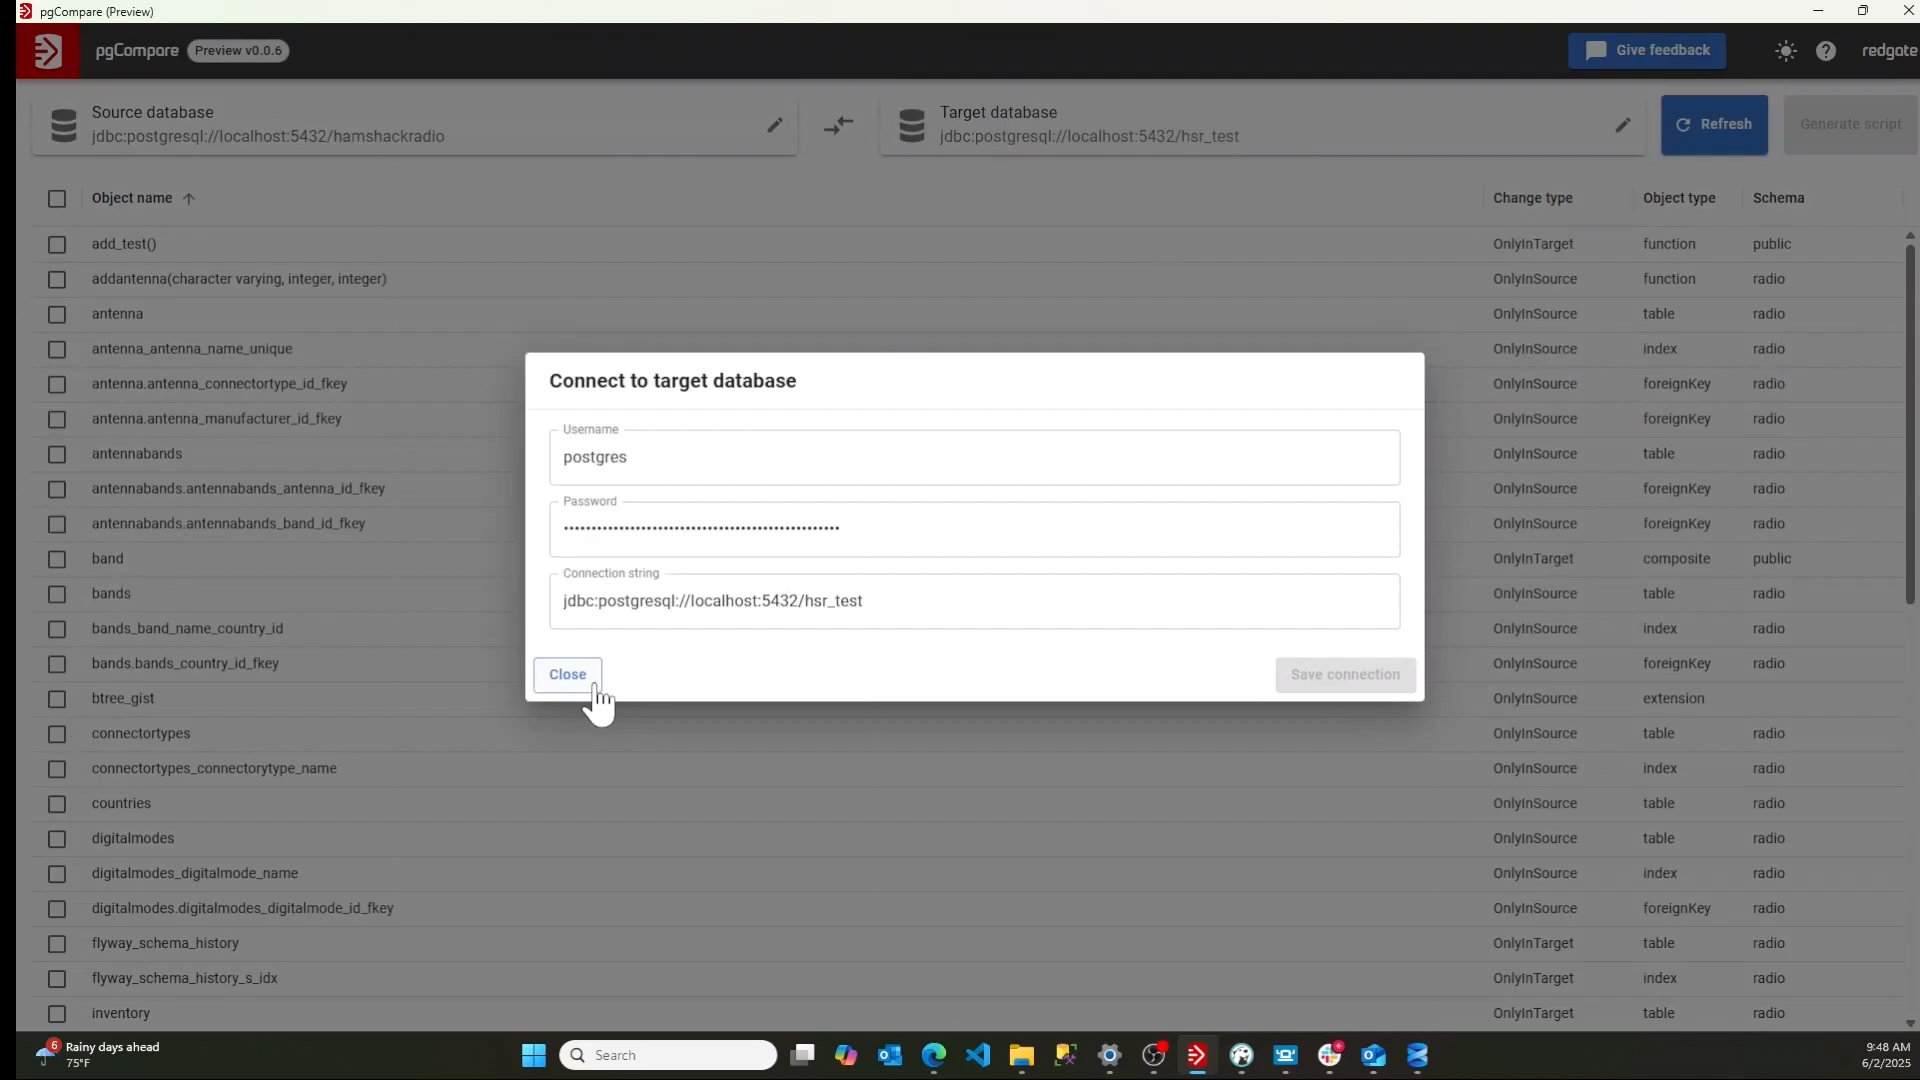 pgCompare (Preview)
pgCompare Preview v0.0.6 Give feedback redgate
Source database
jdbc:postgresql://localhost:5432/hamshackradio
Target database
jdbc:postgresql://localhost:5432/hsr_test
Refresh
Generate script
Object name Change type Object type Schema
add_test() OnlyInTarget function public
addantenna(character varying, integer, integer) OnlyInSource function radio
antenna OnlyInSource table radio
antenna_antenna_name_unique OnlyInSource index radio
antenna.antenna_connectortype_id_fkey OnlyInSource foreignKey radio
antenna.antenna_manufacturer_id_fkey OnlyInSource foreignKey radio
antennabands OnlyInSource table radio
antennabands.antennabands_antenna_id_fkey OnlyInSource foreignKey radio
antennabands.antennabands_band_id_fkey OnlyInSource foreignKey radio
band OnlyInTarget composite public
bands OnlyInSource table radio
bands_band_name_country_id OnlyInSource index radio
bands.bands_country_id_fkey OnlyInSource foreignKey radio
btree_gist OnlyInSource extension
connectortypes OnlyInSource table radio
connectortypes_connectorytype_name OnlyInSource index radio
countries OnlyInSource table radio
digitalmodes OnlyInSource table radio
digitalmodes_digitalmode_name OnlyInSource index radio
digitalmodes.digitalmodes_digitalmode_id_fkey OnlyInSource foreignKey radio
flyway_schema_history OnlyInTarget table radio
flyway_schema_history_s_idx OnlyInTarget index radio
inventory OnlyInTarget table radio
Connect to target database
Username
postgres
Password
••••••••••••••••••••••••••••••••••••••••••••••••••
Connection string
jdbc:postgresql://localhost:5432/hsr_test
Close
Save connection
6
Rainy days ahead
75°F
Search
9:48 AM
6/2/2025